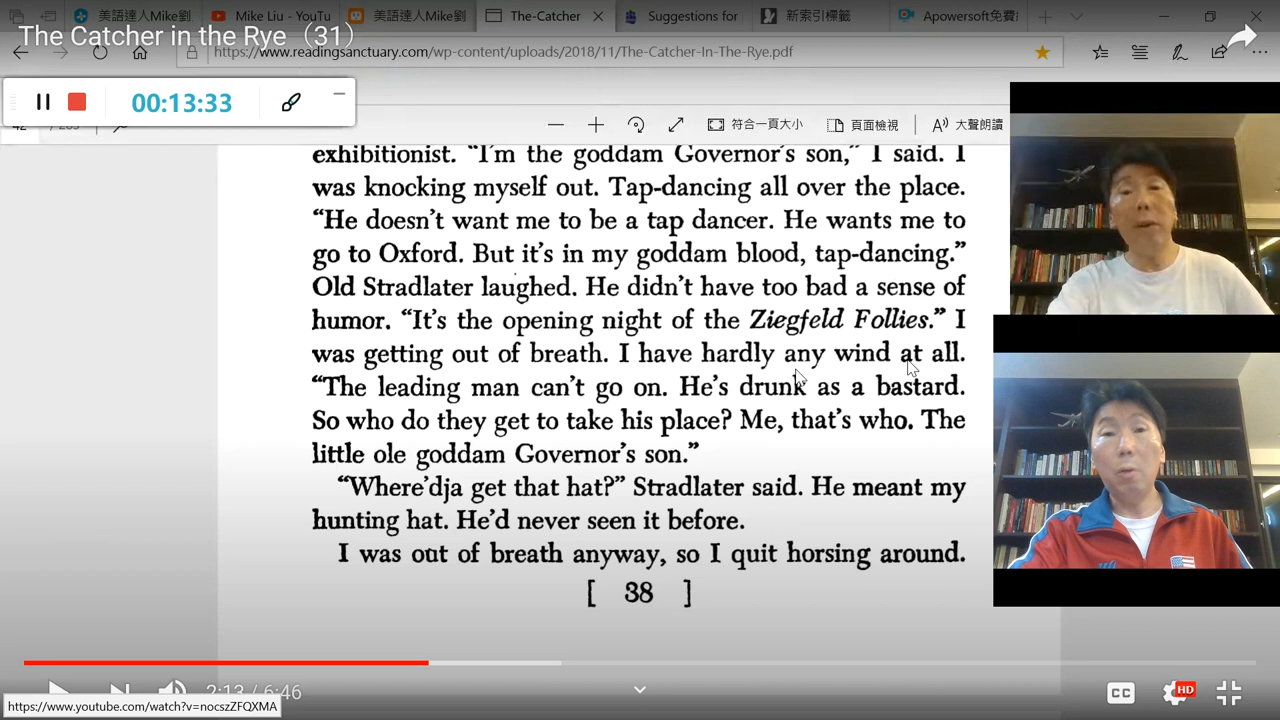 美語達人Mike劉
Mike Liu - YouTu
美語達人Mike劉
The-Catcher
Suggestions for
新索引標籤
Apowersoft免費
The Catcher in the Rye（31）
https://www.readingsanctuary.com/wp-content/uploads/2018/11/The-Catcher-In-The-Rye.pdf
00:13:33
符合一頁大小
頁面檢視
大聲朗讀
exhibitionist. “I’m the goddam Governor’s son,” I said. I
was knocking myself out. Tap-dancing all over the place.
“He doesn’t want me to be a tap dancer. He wants me to
go to Oxford. But it’s in my goddam blood, tap-dancing.”
Old Stradlater laughed. He didn’t have too bad a sense of
humor. “It’s the opening night of the Ziegfeld Follies.” I
was getting out of breath. I have hardly any wind at all.
“The leading man can’t go on. He’s drunk as a bastard.
So who do they get to take his place? Me, that’s who. The
little ole goddam Governor’s son.”
“Where’dja get that hat?” Stradlater said. He meant my
hunting hat. He’d never seen it before.
I was out of breath anyway, so I quit horsing around.
[ 38 ]
2:13 / 6:46
CC
HD
https://www.youtube.com/watch?v=nocszZFQXMA